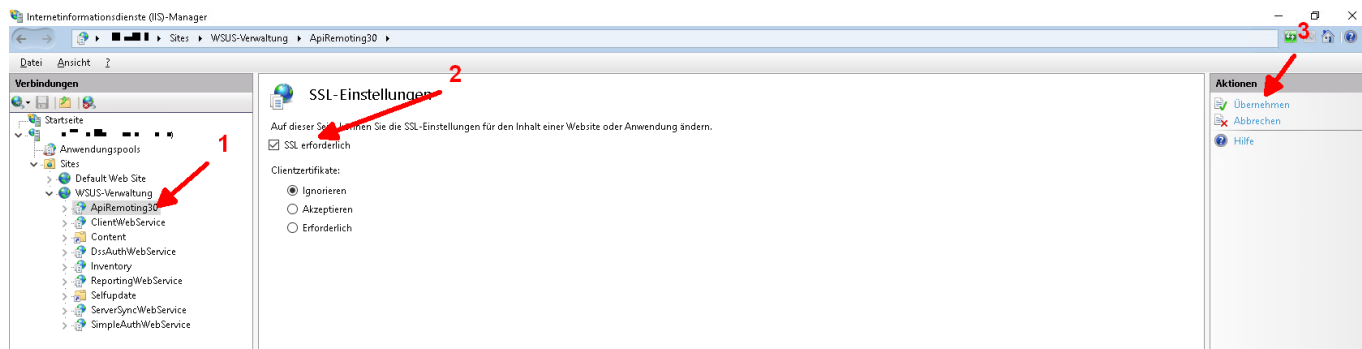 Internetinformationsdienste (IIS)-Manager
Sites WSUS-Verwaltung ApiRemoting30
3
Datei Ansicht ?
Verbindungen
Startseite
Anwendungspools
Sites
Default Web Site
WSUS-Verwaltung
ApiRemoting30
ClientWebService
Content
DssAuthWebService
Inventory
ReportingWebService
Selfupdate
ServerSyncWebService
SimpleAuthWebService
1
2
SSL-Einstellungen
Auf dieser Seite können Sie die SSL-Einstellungen für den Inhalt einer Website oder Anwendung ändern.
SSL erforderlich
Clientzertifikate:
Ignorieren
Akzeptieren
Erforderlich
Aktionen
Übernehmen
Abbrechen
Hilfe